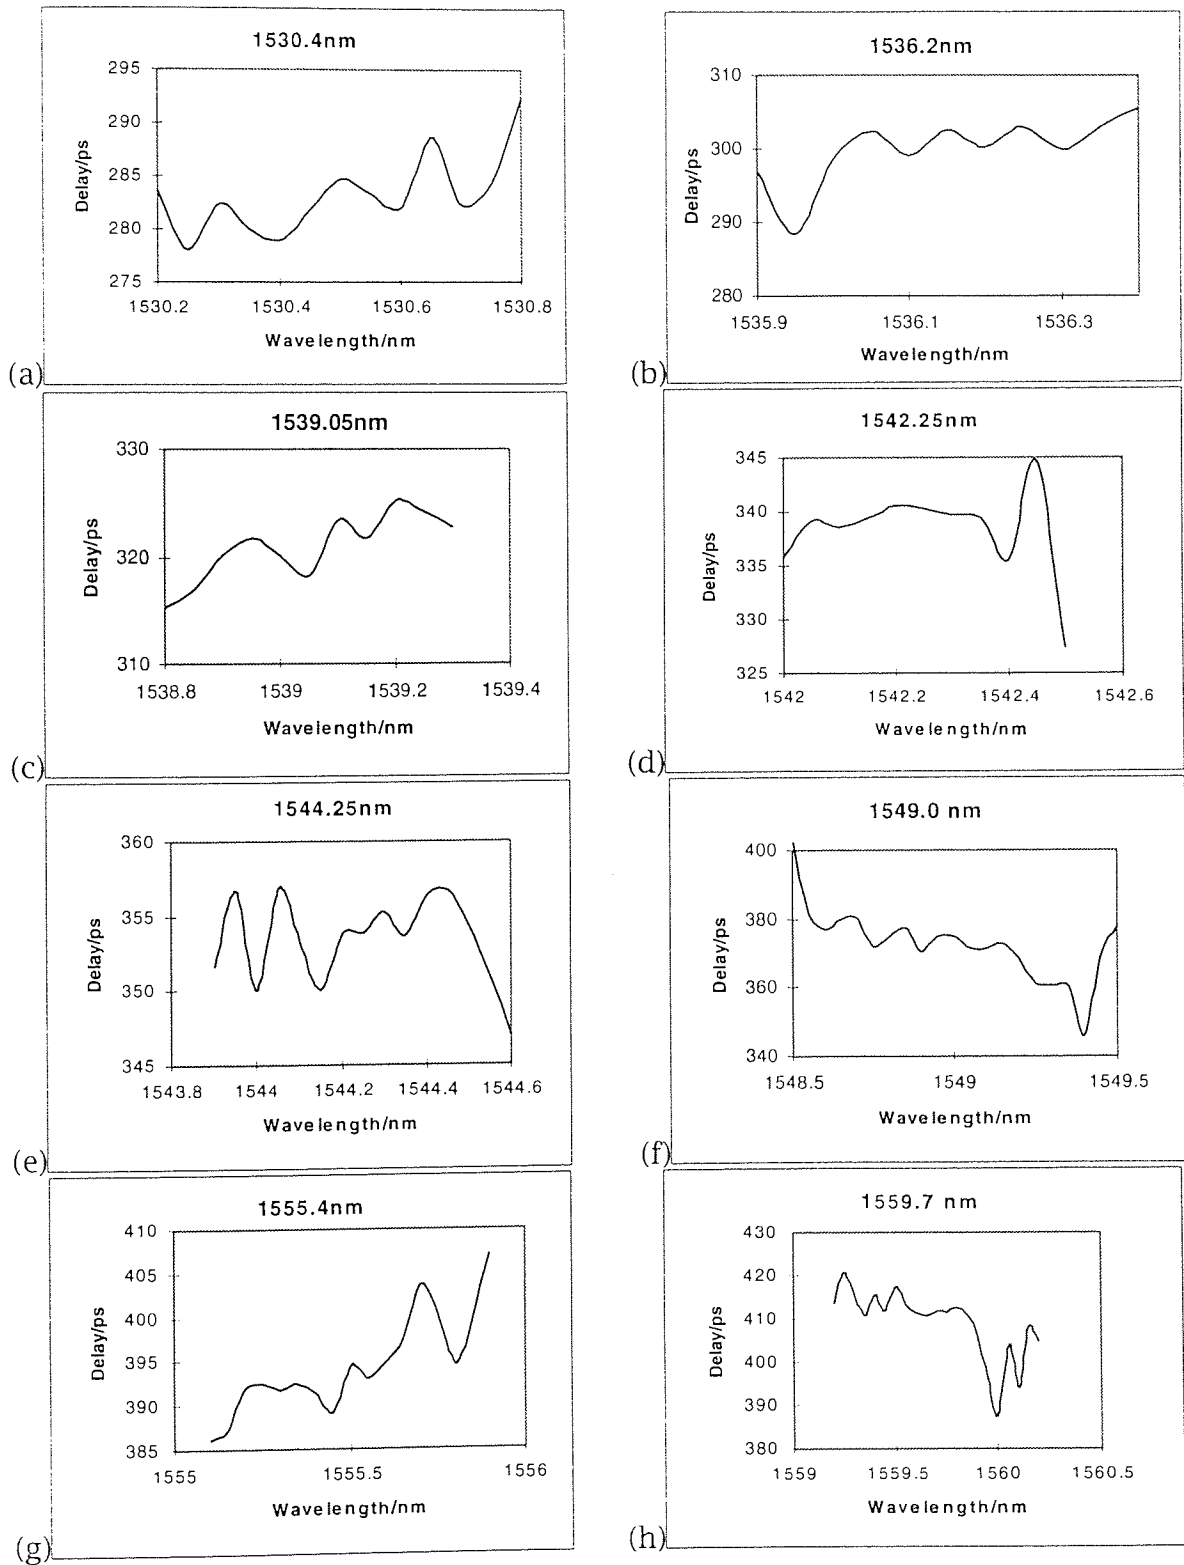 1530.4nm
295
290
285
280
275
Delay/ps
1530.2 1530.4 1530.6 1530.8
Wavelength/nm
(a)
1536.2nm
310
300
290
280
Delay/ps
1535.9 1536.1 1536.3
Wavelength/nm
(b)
1539.05nm
330
320
310
Delay/ps
1538.8 1539 1539.2 1539.4
Wavelength/nm
(c)
1542.25nm
345
340
335
330
325
Delay/ps
1542 1542.2 1542.4 1542.6
Wavelength/nm
(d)
1544.25nm
360
355
350
345
Delay/ps
1543.8 1544 1544.2 1544.4 1544.6
Wavelength/nm
(e)
1549.0 nm
400
380
360
340
Delay/ps
1548.5 1549 1549.5
Wavelength/nm
(f)
1555.4nm
410
405
400
395
390
385
Delay/ps
1555 1555.5 1556
Wavelength/nm
(g)
1559.7 nm
430
420
410
400
390
380
Delay/ps
1559 1559.5 1560 1560.5
Wavelength/nm
(h)